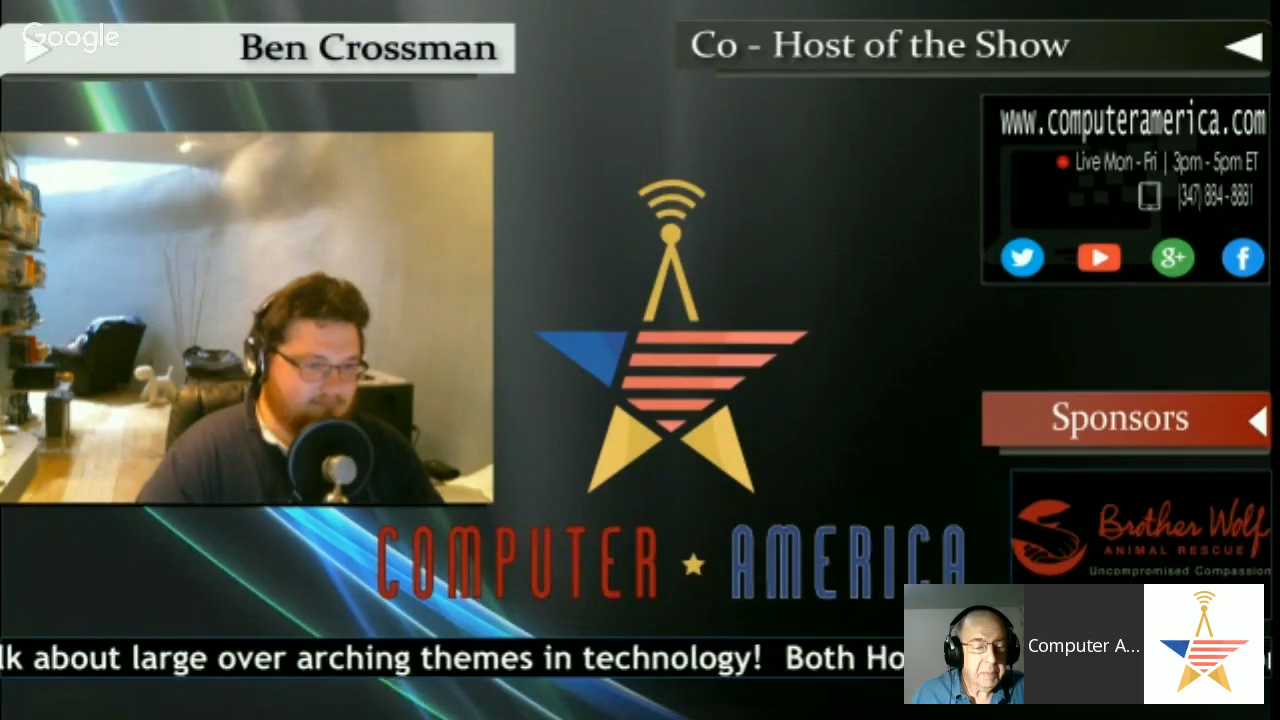 Google
Ben Crossman
Co - Host of the Show
www.computeramerica.com
Live Mon - Fri | 3pm - 5pm ET
(347) 884-8881
g+
f
Sponsors
Brother Wolf
ANIMAL RESCUE
Uncompromised Compassion
COMPUTER AMERICA
lk about large over arching themes in technology! Both Ho
Computer A...